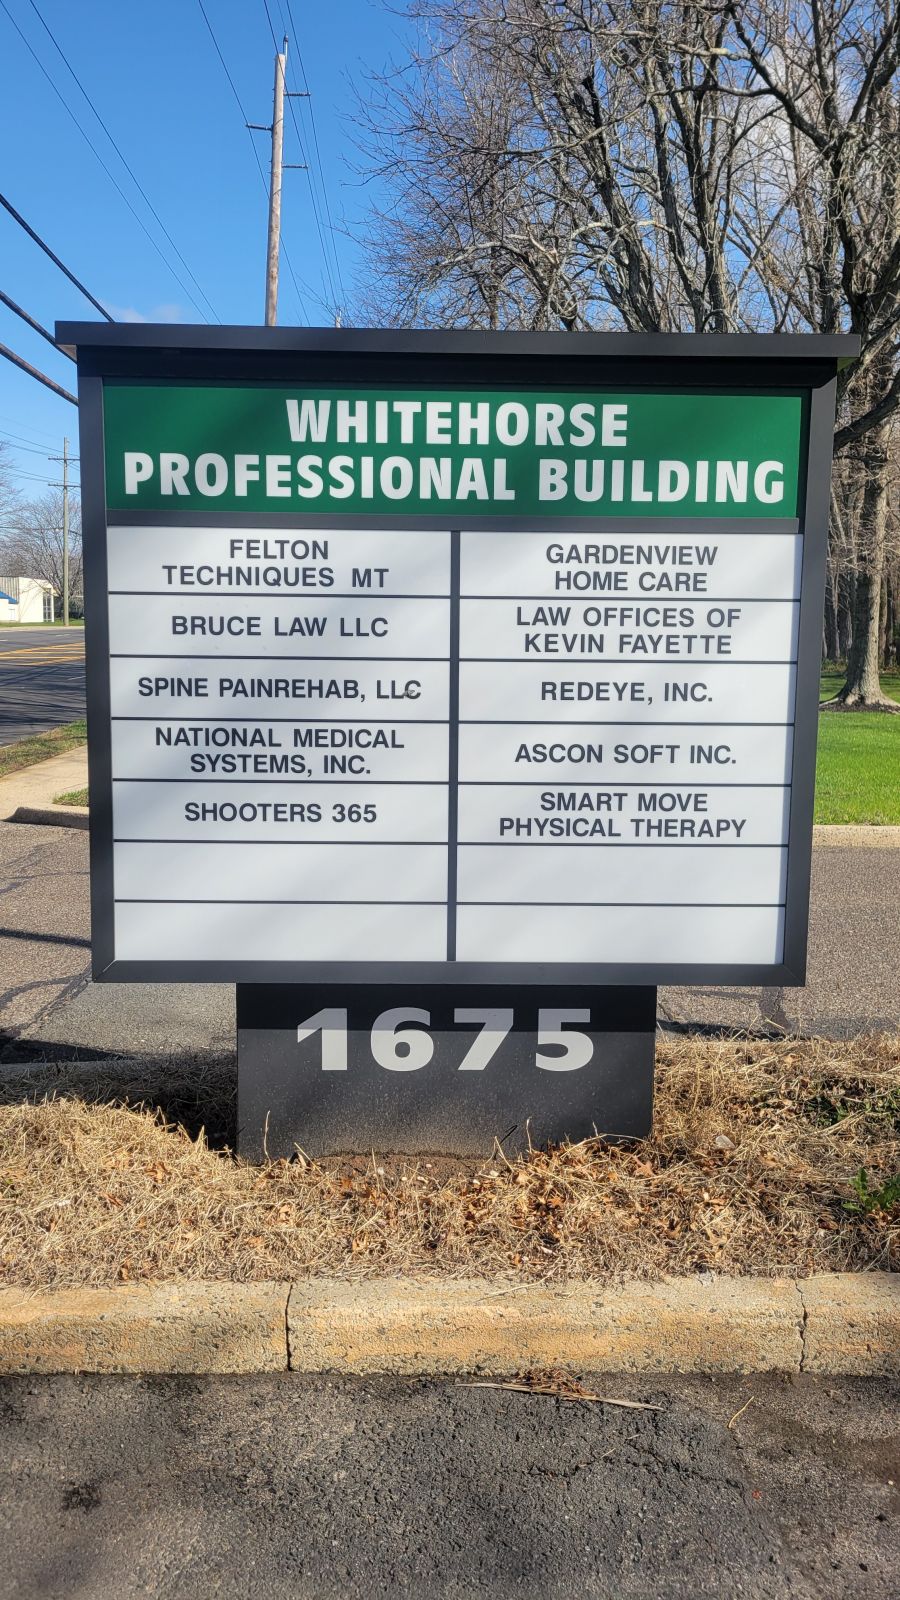 WHITEHORSE
PROFESSIONAL BUILDING
FELTON
TECHNIQUES MT
BRUCE LAW LLC
SPINE PAINREHAB, LLC
NATIONAL MEDICAL
SYSTEMS, INC.
SHOOTERS 365
GARDENVIEW
HOME CARE
LAW OFFICES OF
KEVIN FAYETTE
REDEYE, INC.
ASCON SOFT INC.
SMART MOVE
PHYSICAL THERAPY
1675